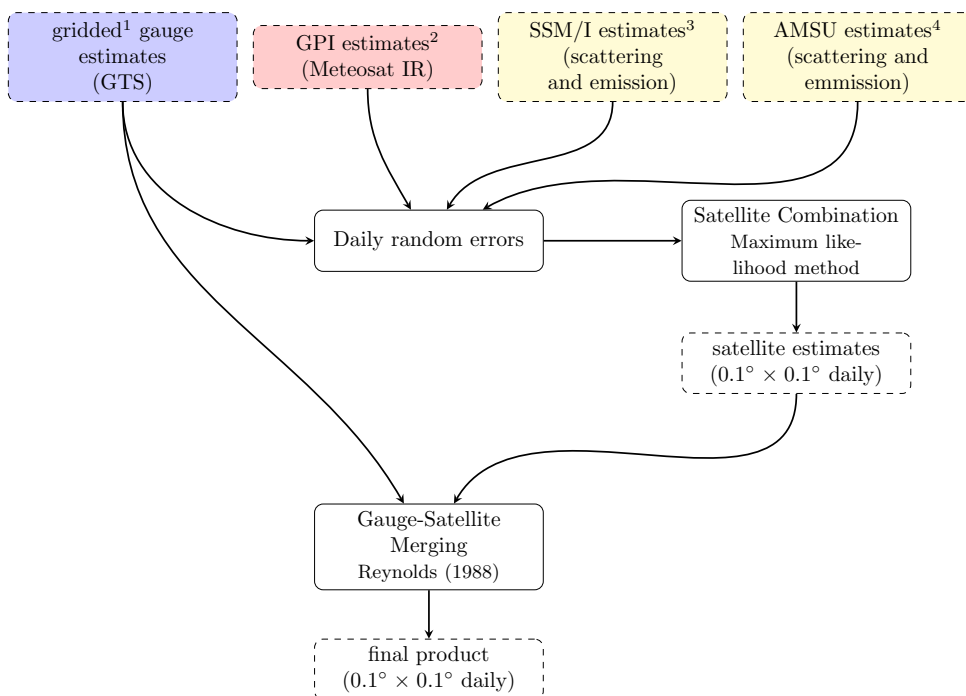 gridded¹ gauge
estimates
(GTS)
GPI estimates²
(Meteosat IR)
SSM/I estimates³
(scattering
and emission)
AMSU estimates⁴
(scattering and
emmission)
Daily random errors
Satellite Combination
Maximum like-
lihood method
satellite estimates
(0.1° × 0.1° daily)
Gauge-Satellite
Merging
Reynolds (1988)
final product
(0.1° × 0.1° daily)